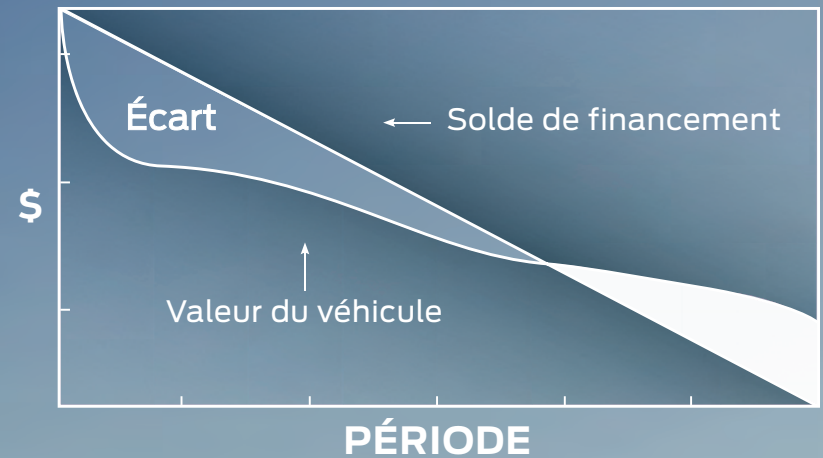 Écart
Solde de financement
$
Valeur du véhicule
PÉRIODE